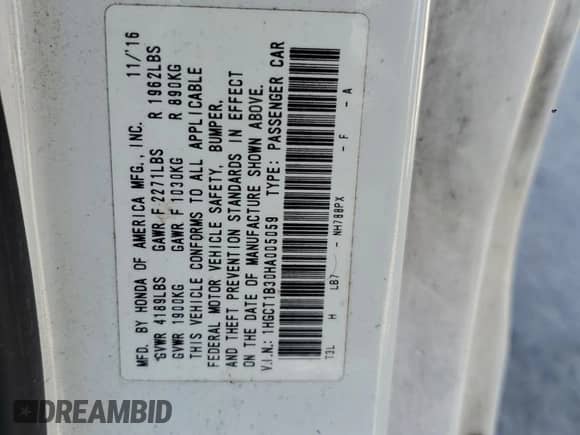 MFD. BY HONDA OF AMERICA MFG., INC. 11/'16
GVWR 4189LBS GAWR F 2271LBS R 1962LBS
GVWR 1900KG GAWR F 1030KG R 890KG
THIS VEHICLE CONFORMS TO ALL APPLICABLE
FEDERAL MOTOR VEHICLE SAFETY, BUMPER,
AND THEFT PREVENTION STANDARDS IN EFFECT
ON THE DATE OF MANUFACTURE SHOWN ABOVE.
V.I.N.: 1HGCT1B30HA005059 TYPE: PASSENGER CAR
T3L H LB7 - NH788PX - F - A
DREAMBID